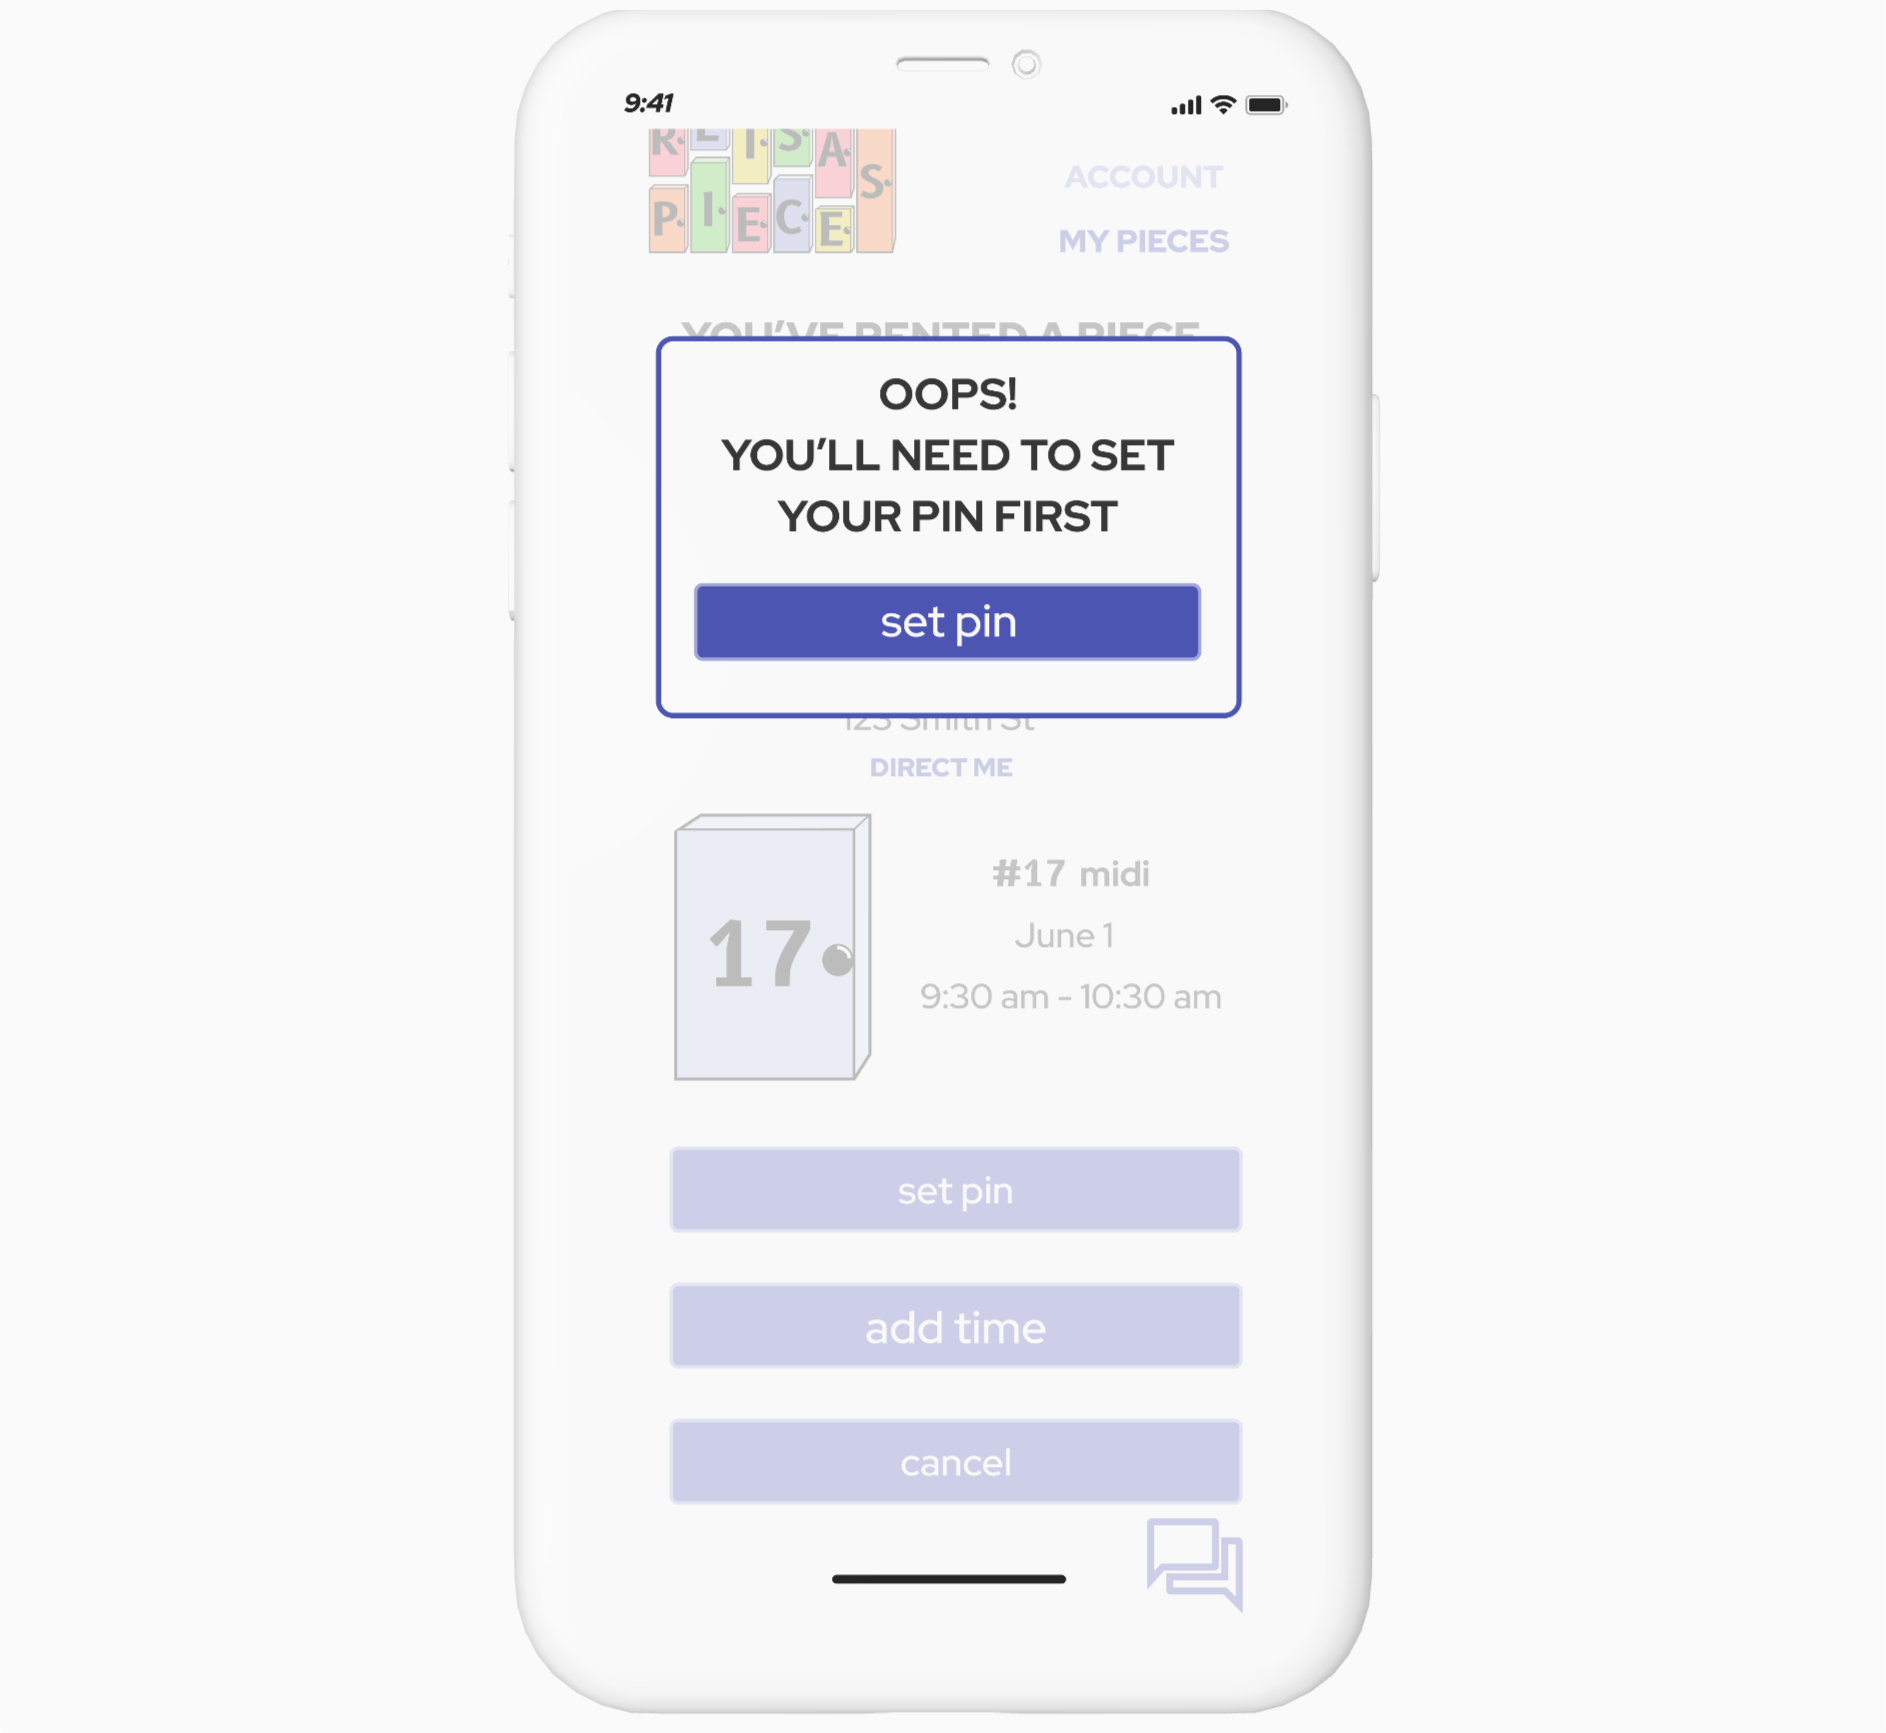 9:41
REISA
PIECES
ACCOUNT
MY PIECES
YOU'VE RENTED A PIECE
OOPS!
YOU'LL NEED TO SET
YOUR PIN FIRST
set pin
123 Smith St
DIRECT ME
17
#17 midi
June 1
9:30 am - 10:30 am
set pin
add time
cancel